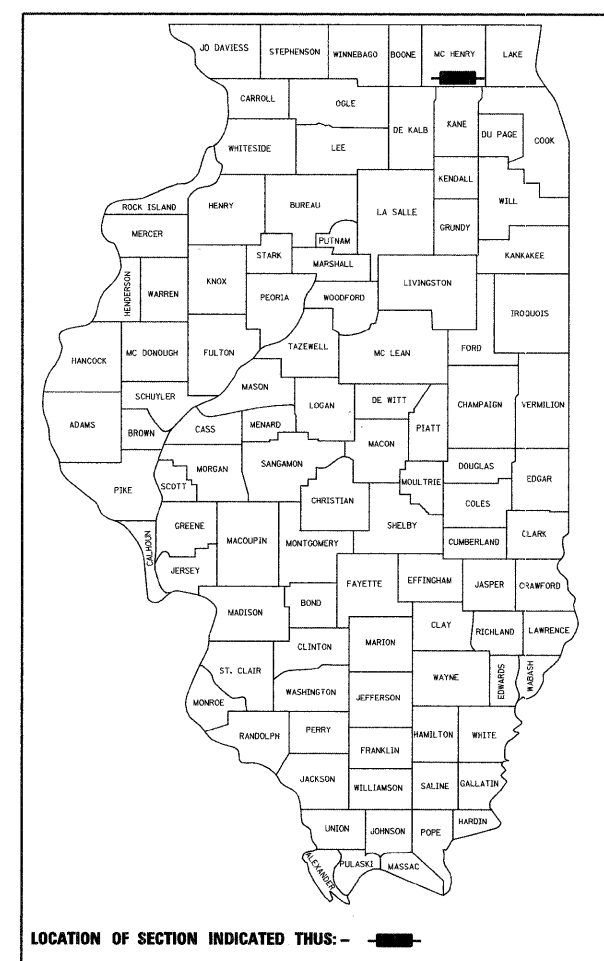 JO DAVIESS STEPHENSON WINNEBAGO BOONE MC HENRY LAKE
CARROLL OGLE DE KALB KANE DU PAGE COOK
WHITESIDE LEE
KENDALL WILL
ROCK ISLAND HENRY BUREAU LA SALLE GRUNDY
MERCER PUTNAM
STARK MARSHALL KANKAKEE
HENDERSON WARREN KNOX PEORIA WOODFORD LIVINGSTON IROQUOIS
HANCOCK MC DONOUGH FULTON TAZEWELL MC LEAN FORD
MASON
SCHUYLER LOGAN DE WITT CHAMPAIGN VERMILION
ADAMS BROWN CASS MENARD PIATT
MACON
MORGAN SANGAMON DOUGLAS EDGAR
PIKE SCOTT MOULTRIE
CHRISTIAN COLES
GREENE MACOUPIN SHELBY
CALHOUN MONTGOMERY CUMBERLAND CLARK
JERSEY FAYETTE EFFINGHAM JASPER CRAWFORD
MADISON BOND
CLAY RICHLAND LAWRENCE
CLINTON MARION
ST. CLAIR WAYNE EDWARDS WABASH
WASHINGTON JEFFERSON
MONROE
RANDOLPH PERRY HAMILTON WHITE
FRANKLIN
JACKSON WILLIAMSON SALINE GALLATIN
UNION JOHNSON POPE HARDIN
ALEXANDER PULASKI MASSAC
LOCATION OF SECTION INDICATED THUS: -